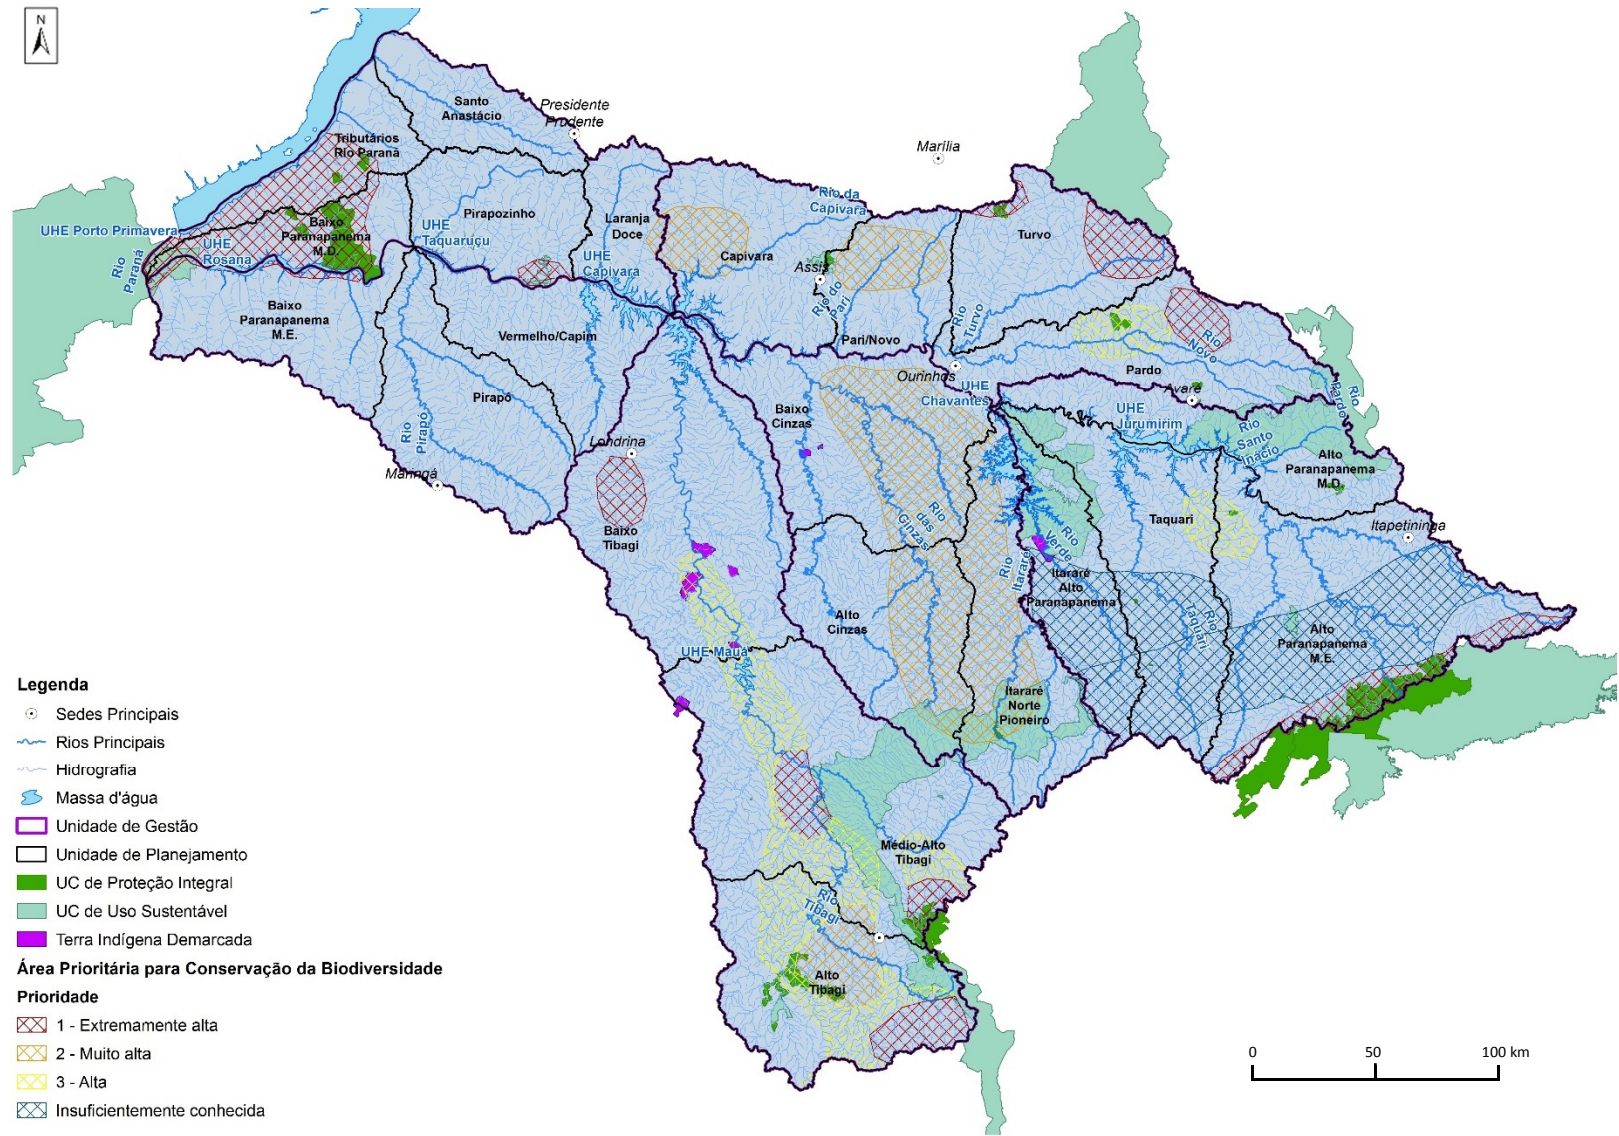 N
Santo
Anastácio
Presidente
Prudente
Tributários
Rio Paraná
Marília
Pirapozinho
Laranja
Doce
Rio da
Capivara
Capivara
Turvo
UHE Porto Primavera
UHE
Rosana
Baixo
Paranapanema
M.D.
UHE
Taquaruçu
UHE
Capivara
Rio
Paraná
Assis
Rio do
Pari
Pari/Novo
Rio
Turvo
Rio
Novo
Pardo
Baixo
Paranapanema
M.E.
Vermelho/Capim
Pirapó
Rio
Pirapó
Maringá
Londrina
Ourinhos
UHE
Chavantes
Avaré
UHE
Jurumirim
Rio
Pardo
Rio
Santo
Inácio
Alto
Paranapanema
M.D.
Baixo
Cinzas
Rio
das
Cinzas
Baixo
Tibagi
Taquari
Itapetininga
Rio
Verde
Rio
Itararé
Itararé
Alto
Paranapanema
Rio
Taquari
Alto
Paranapanema
M.E.
Alto
Cinzas
UHE Mauá
Itararé
Norte
Pioneiro
Médio-Alto
Tibagi
Rio
Tibagi
Alto
Tibagi
Legenda
Sedes Principais
Rios Principais
Hidrografia
Massa d'água
Unidade de Gestão
Unidade de Planejamento
UC de Proteção Integral
UC de Uso Sustentável
Terra Indígena Demarcada
Área Prioritária para Conservação da Biodiversidade
Prioridade
1 - Extremamente alta
2 - Muito alta
3 - Alta
Insuficientemente conhecida
0 50 100 km